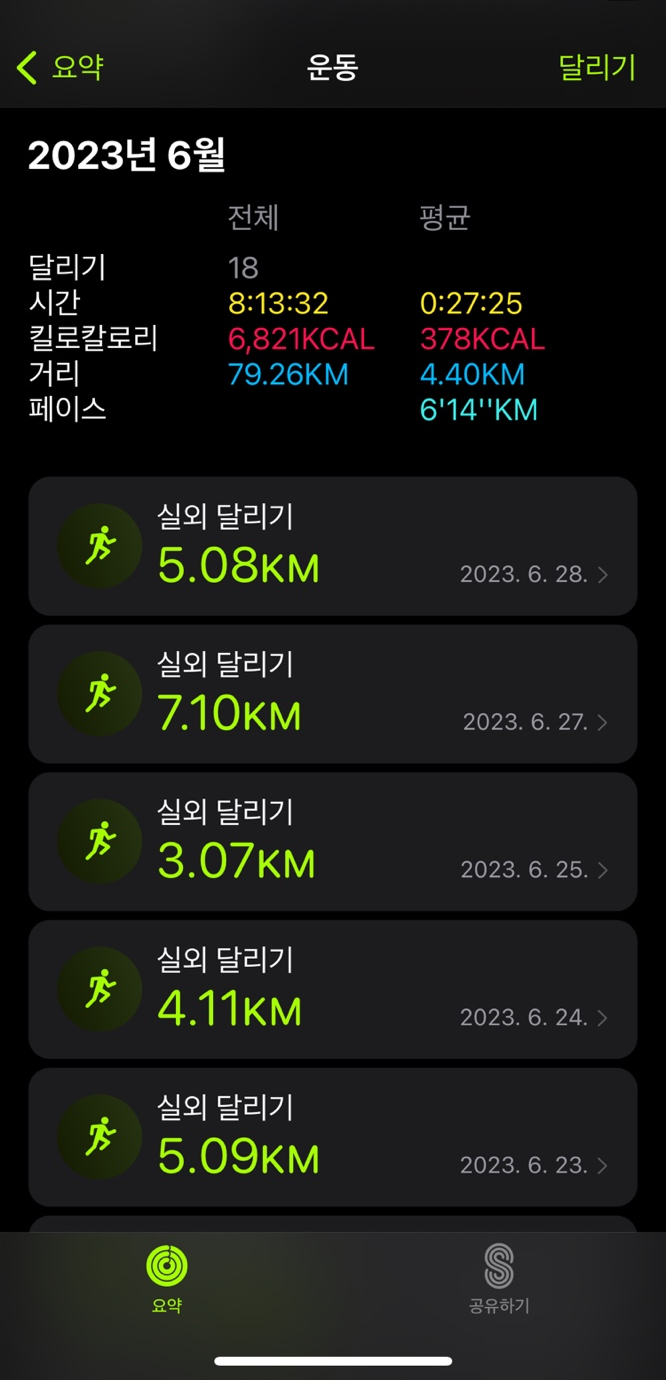 요약 운동 달리기
2023년 6월
전체 평균
달리기 18
시간 8:13:32 0:27:25
킬로칼로리 6,821KCAL 378KCAL
거리 79.26KM 4.40KM
페이스 6'14''KM
실외 달리기
5.08KM 2023. 6. 28.
실외 달리기
7.10KM 2023. 6. 27.
실외 달리기
3.07KM 2023. 6. 25.
실외 달리기
4.11KM 2023. 6. 24.
실외 달리기
5.09KM 2023. 6. 23.
요약 공유하기